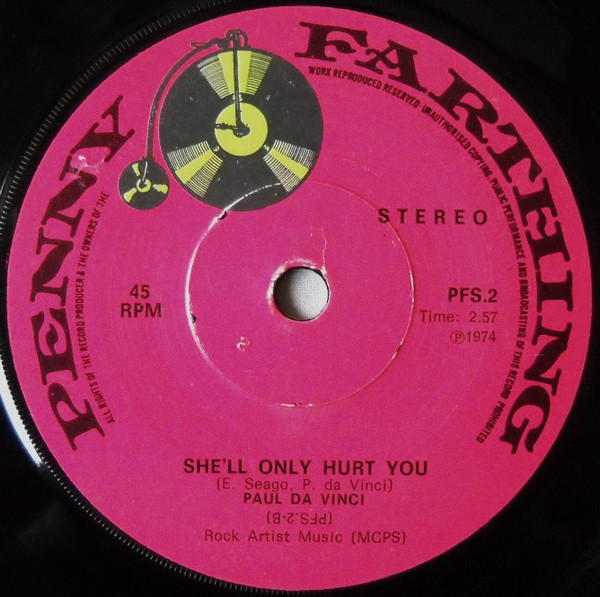 PENNY FARTHING
ALL RIGHTS OF THE RECORD PRODUCER & THE OWNERS OF THE WORK REPRODUCED RESERVED · UNAUTHORISED COPYING, PUBLIC PERFORMANCE AND BROADCASTING OF THIS RECORD PROHIBITED
STEREO
45
RPM
PFS.2
Time: 2.57
℗1974
SHE'LL ONLY HURT YOU
(E. Seago, P. da Vinci)
PAUL DA VINCI
(PFS·2-B)
Rock Artist Music (MCPS)